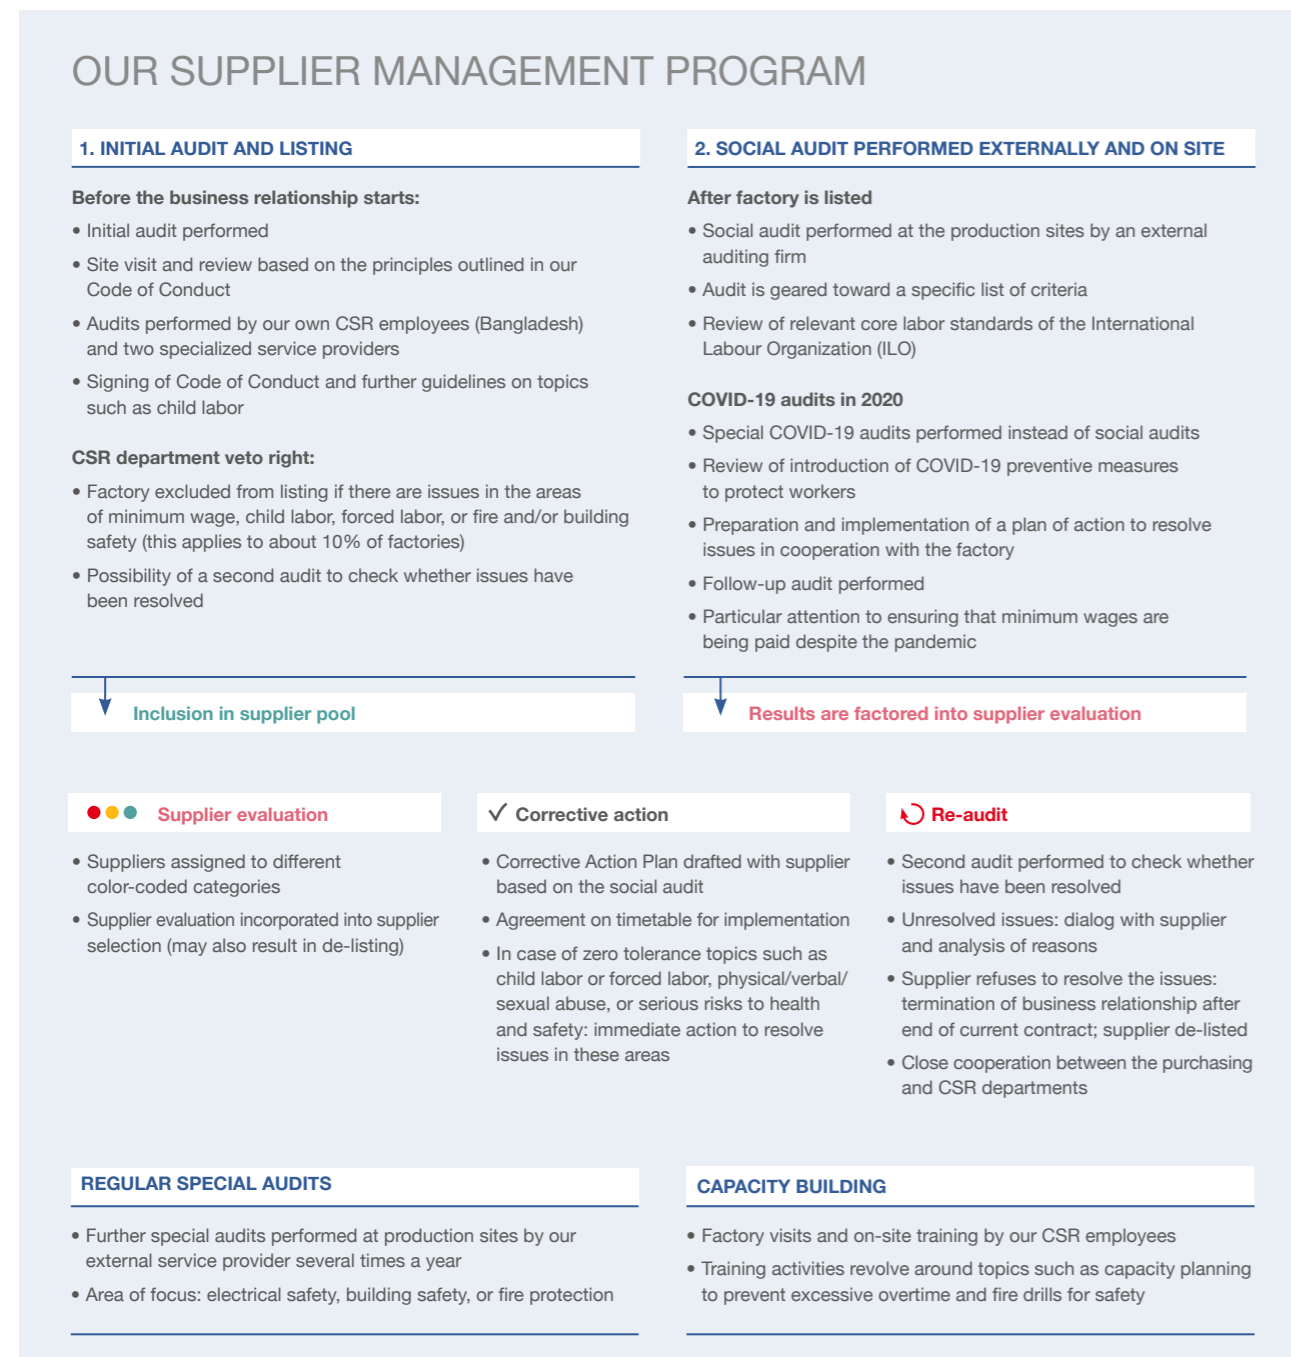 OUR SUPPLIER MANAGEMENT PROGRAM
1. INITIAL AUDIT AND LISTING
Before the business relationship starts:
• Initial audit performed
• Site visit and review based on the principles outlined in our
Code of Conduct
• Audits performed by our own CSR employees (Bangladesh)
and two specialized service providers
• Signing of Code of Conduct and further guidelines on topics
such as child labor
CSR department veto right:
• Factory excluded from listing if there are issues in the areas
of minimum wage, child labor, forced labor, or fire and/or building
safety (this applies to about 10% of factories)
• Possibility of a second audit to check whether issues have
been resolved
Inclusion in supplier pool
2. SOCIAL AUDIT PERFORMED EXTERNALLY AND ON SITE
After factory is listed
• Social audit performed at the production sites by an external
auditing firm
• Audit is geared toward a specific list of criteria
• Review of relevant core labor standards of the International
Labour Organization (ILO)
COVID-19 audits in 2020
• Special COVID-19 audits performed instead of social audits
• Review of introduction of COVID-19 preventive measures
to protect workers
• Preparation and implementation of a plan of action to resolve
issues in cooperation with the factory
• Follow-up audit performed
• Particular attention to ensuring that minimum wages are
being paid despite the pandemic
Results are factored into supplier evaluation
Supplier evaluation
• Suppliers assigned to different
color-coded categories
• Supplier evaluation incorporated into supplier
selection (may also result in de-listing)
Corrective action
• Corrective Action Plan drafted with supplier
based on the social audit
• Agreement on timetable for implementation
• In case of zero tolerance topics such as
child labor or forced labor, physical/verbal/
sexual abuse, or serious risks to health
and safety: immediate action to resolve
issues in these areas
Re-audit
• Second audit performed to check whether
issues have been resolved
• Unresolved issues: dialog with supplier
and analysis of reasons
• Supplier refuses to resolve the issues:
termination of business relationship after
end of current contract; supplier de-listed
• Close cooperation between the purchasing
and CSR departments
REGULAR SPECIAL AUDITS
• Further special audits performed at production sites by our
external service provider several times a year
• Area of focus: electrical safety, building safety, or fire protection
CAPACITY BUILDING
• Factory visits and on-site training by our CSR employees
• Training activities revolve around topics such as capacity planning
to prevent excessive overtime and fire drills for safety